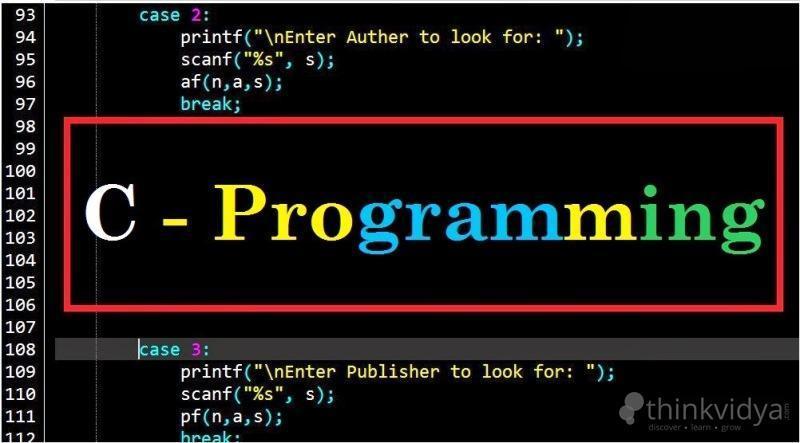 93 case 2:
94 printf("\nEnter Auther to look for: ");
95 scanf("%s", s);
96 af(n,a,s);
97 break;
98
99
100
101
C - Programming
102
103
104
105
106
107
108 case 3:
109 printf("\nEnter Publisher to look for: ");
110 scanf("%s", s);
111 pf(n,a,s);
112 break;
thinkvidya.com
discover • learn • grow